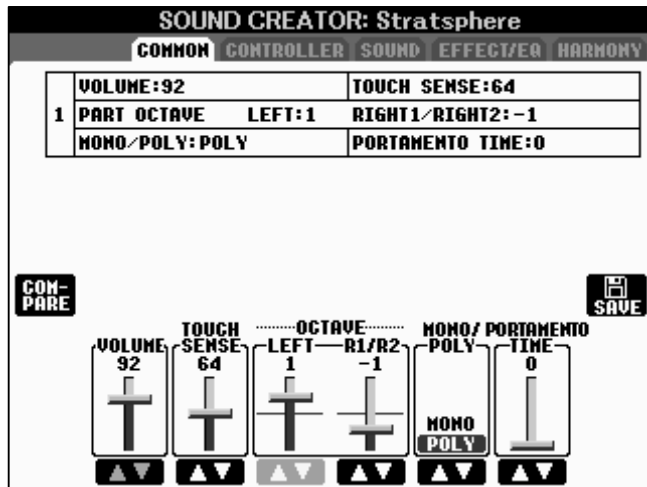 SOUND CREATOR: Stratsphere
COMMON CONTROLLER SOUND EFFECT/EQ HARMONY
VOLUME:92 TOUCH SENSE:64
1 PART OCTAVE LEFT:1 RIGHT1/RIGHT2:-1
MONO/POLY:POLY PORTAMENTO TIME:0
COM-
PARE
SAVE
TOUCH OCTAVE MONO/ PORTAMENTO
VOLUME SENSE LEFT R1/R2 POLY TIME
92 64 1 -1 0
MONO
POLY